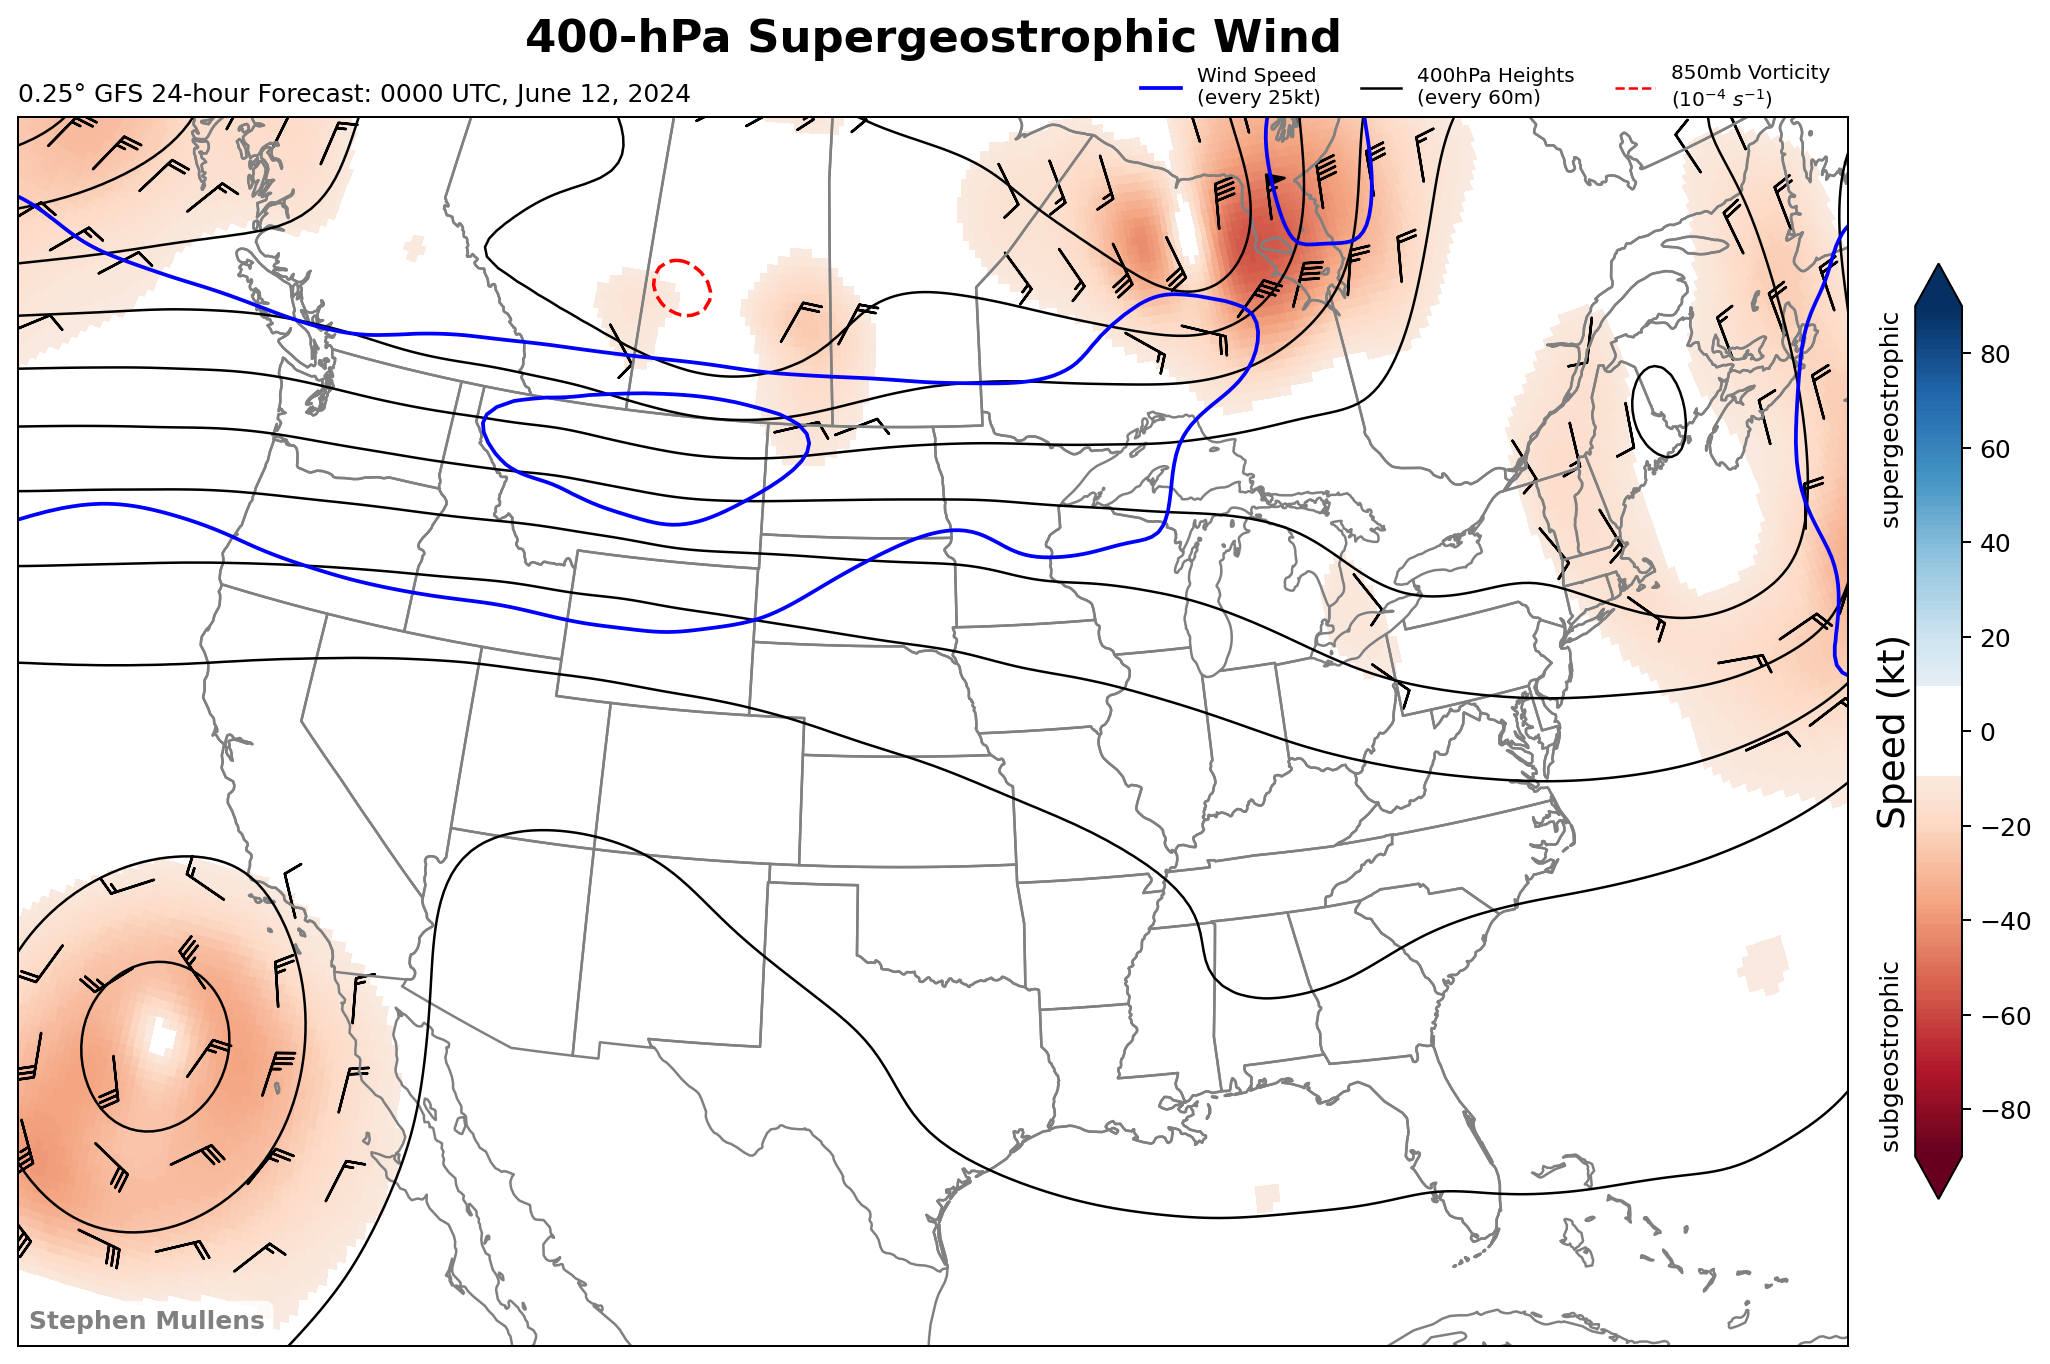 400-hPa Supergeostrophic Wind
0.25° GFS 24-hour Forecast: 0000 UTC, June 12, 2024
Wind Speed
(every 25kt)
400hPa Heights
(every 60m)
850mb Vorticity
(10⁻⁴ s⁻¹)
supergeostrophic
Speed (kt)
subgeostrophic
80
60
40
20
0
−20
−40
−60
−80
Stephen Mullens